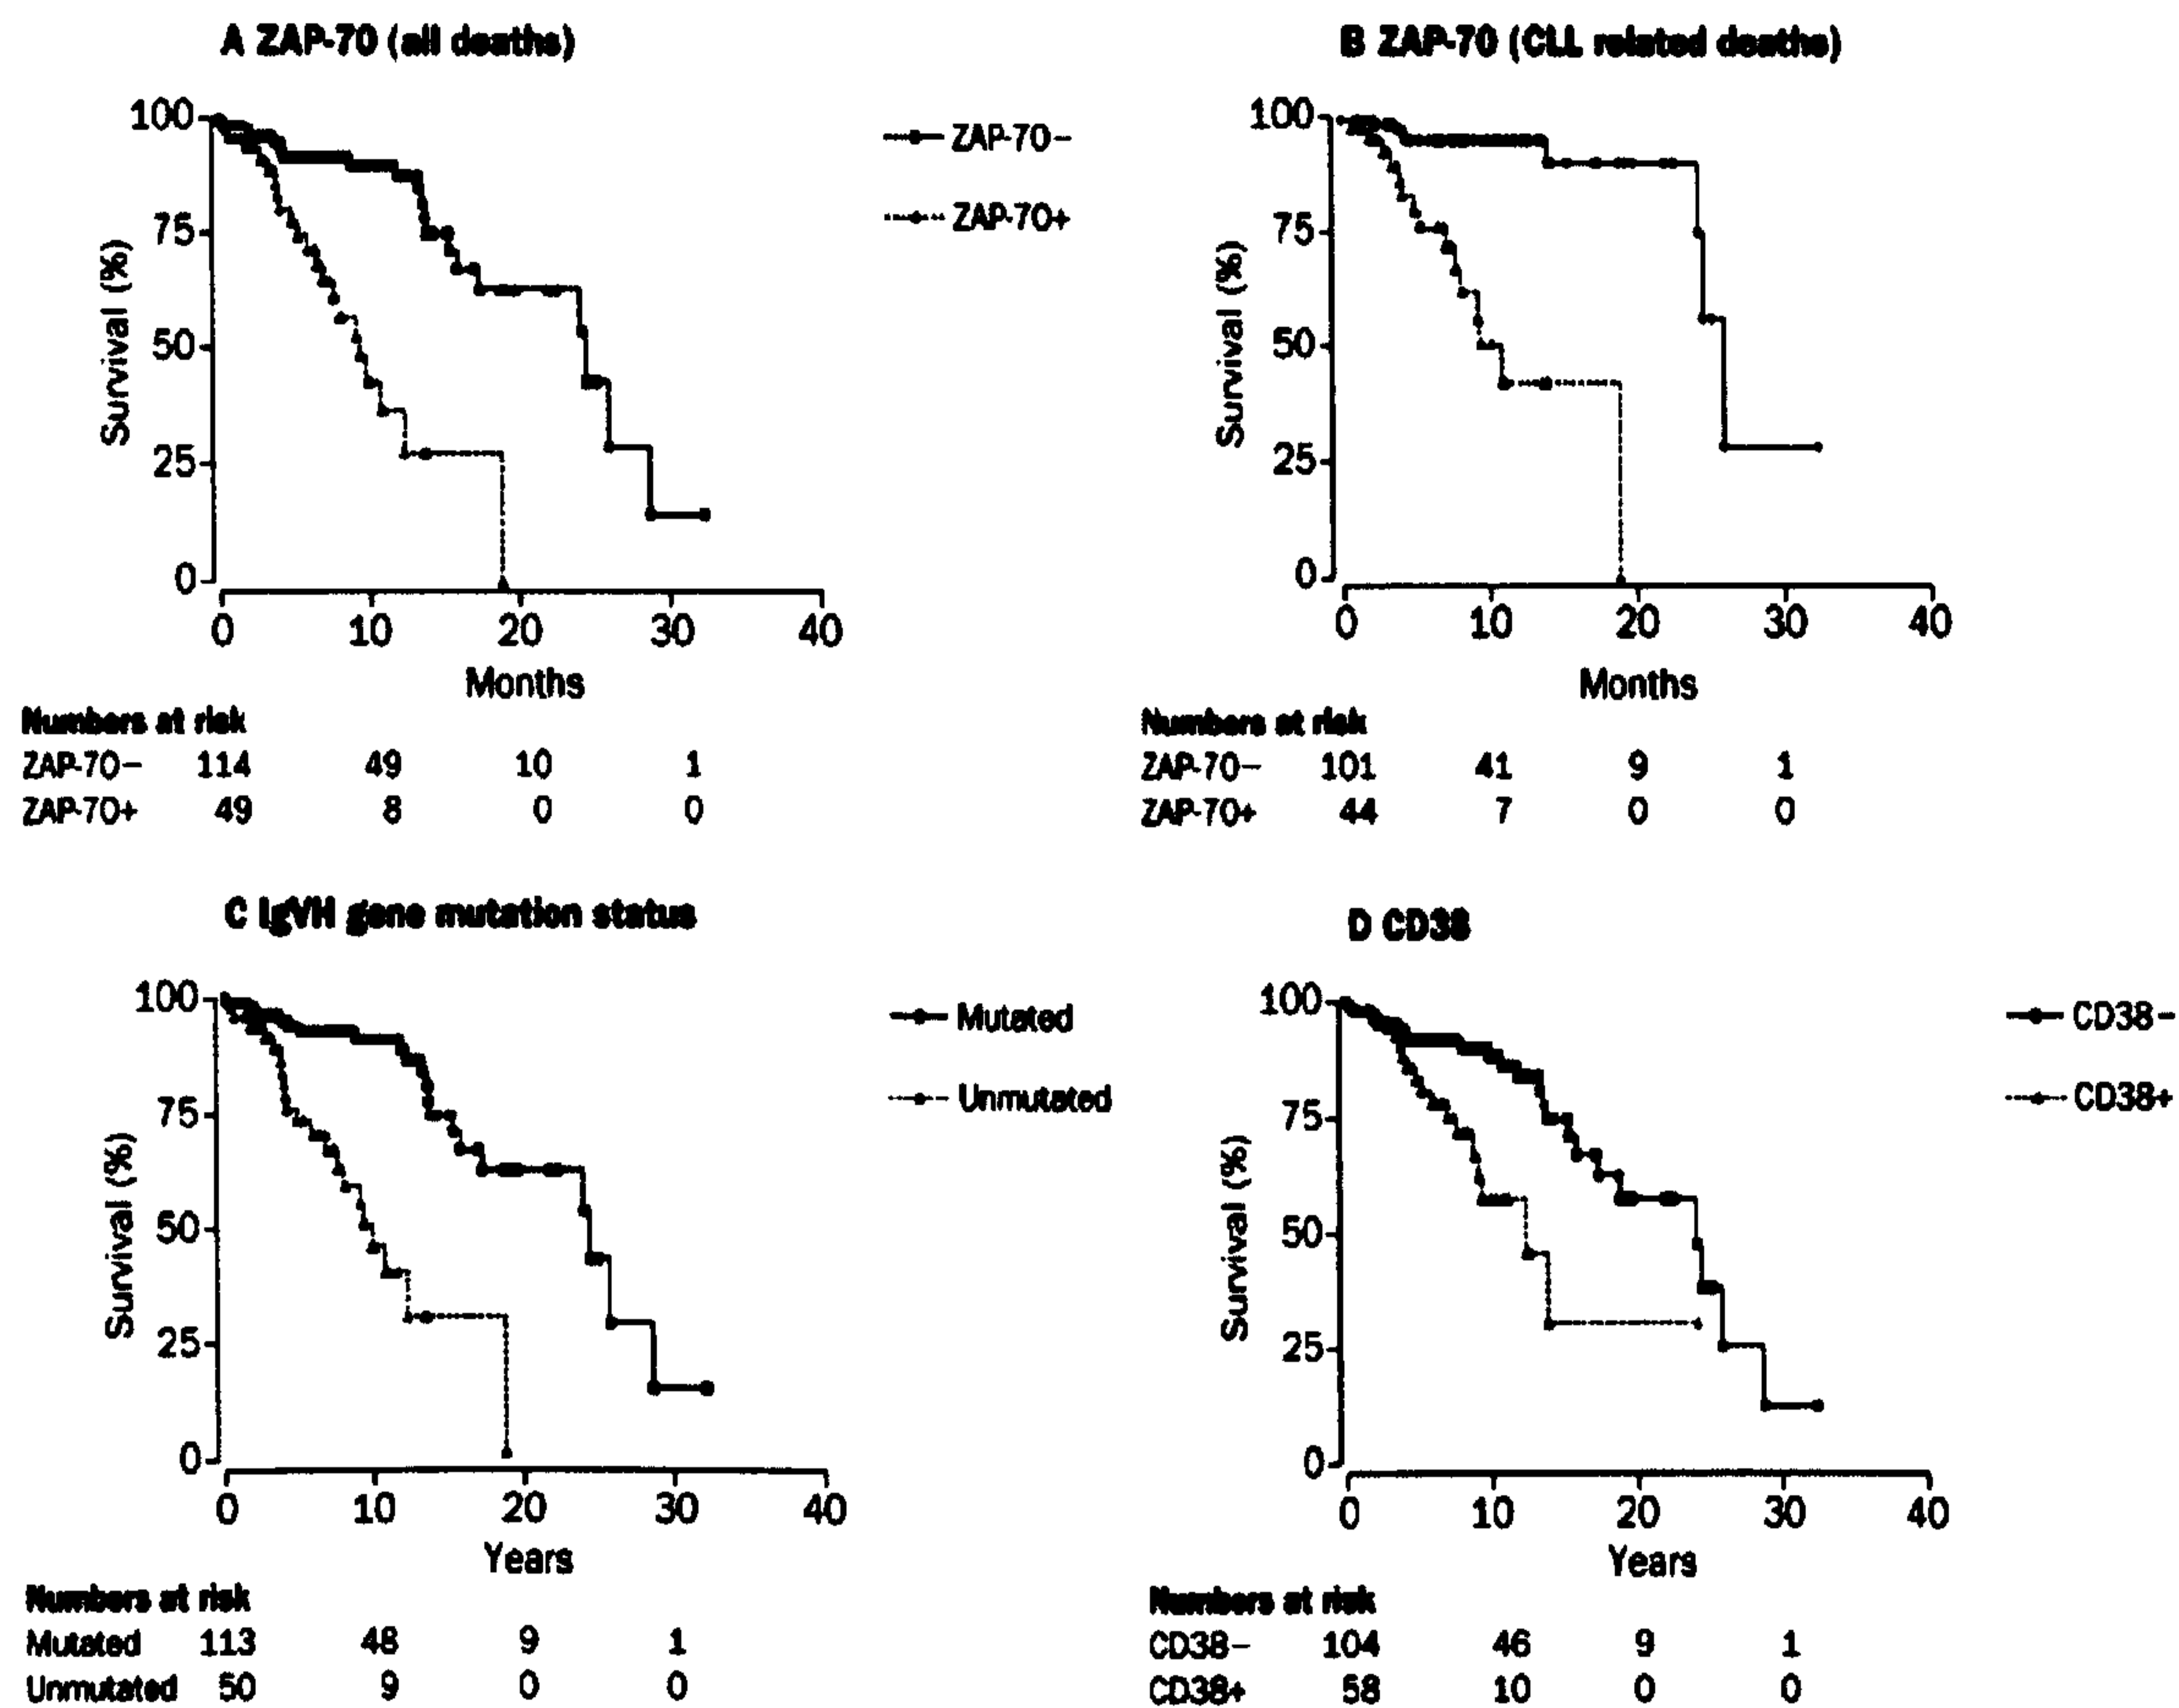 A ZAP-70 (all deaths)
100
75
50
25
0
Survival (%)
0 10 20 30 40
Months
ZAP-70−
ZAP-70+
Numbers at risk
ZAP-70− 114 49 10 1
ZAP-70+ 49 8 0 0
B ZAP-70 (CLL related deaths)
100
75
50
25
0
Survival (%)
0 10 20 30 40
Months
Numbers at risk
ZAP-70− 101 41 9 1
ZAP-70+ 44 7 0 0
C IgVH gene mutation status
100
75
50
25
0
Survival (%)
0 10 20 30 40
Years
Mutated
Unmutated
Numbers at risk
Mutated 113 48 9 1
Unmutated 50 9 0 0
D CD38
100
75
50
25
0
Survival (%)
0 10 20 30 40
Years
CD38−
CD38+
Numbers at risk
CD38− 104 46 9 1
CD38+ 58 10 0 0